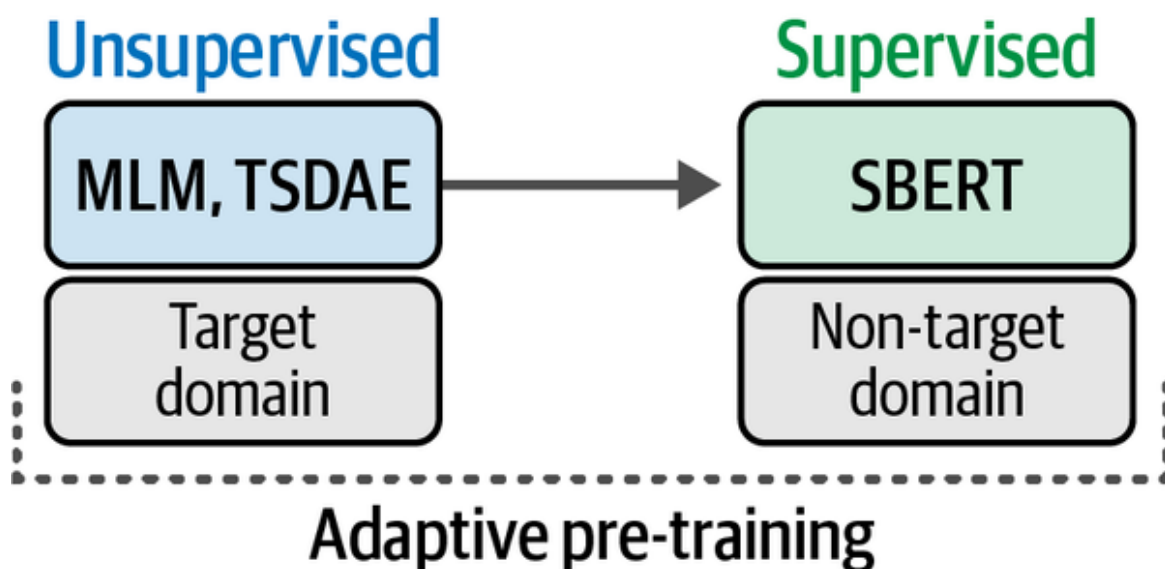 Unsupervised
MLM, TSDAE
Target
domain
Supervised
SBERT
Non-target
domain
Adaptive pre-training